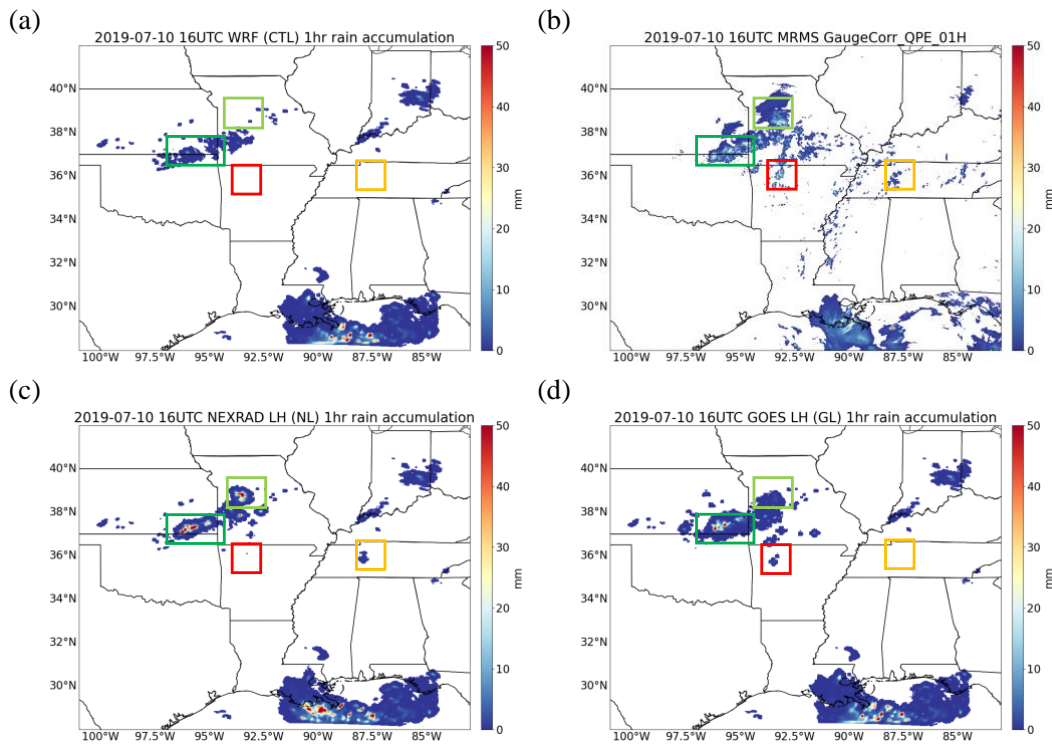 (a)
(b)
2019-07-10 16UTC WRF (CTL) 1hr rain accumulation
2019-07-10 16UTC MRMS GaugeCorr_QPE_01H
40°N
38°N
36°N
34°N
32°N
30°N
100°W 97.5°W 95°W 92.5°W 90°W 87.5°W 85°W
50
40
30
20
10
0
mm
40°N
38°N
36°N
34°N
32°N
30°N
100°W 97.5°W 95°W 92.5°W 90°W 87.5°W 85°W
50
40
30
20
10
0
mm
(c)
(d)
2019-07-10 16UTC NEXRAD LH (NL) 1hr rain accumulation
2019-07-10 16UTC GOES LH (GL) 1hr rain accumulation
40°N
38°N
36°N
34°N
32°N
30°N
100°W 97.5°W 95°W 92.5°W 90°W 87.5°W 85°W
50
40
30
20
10
0
mm
40°N
38°N
36°N
34°N
32°N
30°N
100°W 97.5°W 95°W 92.5°W 90°W 87.5°W 85°W
50
40
30
20
10
0
mm